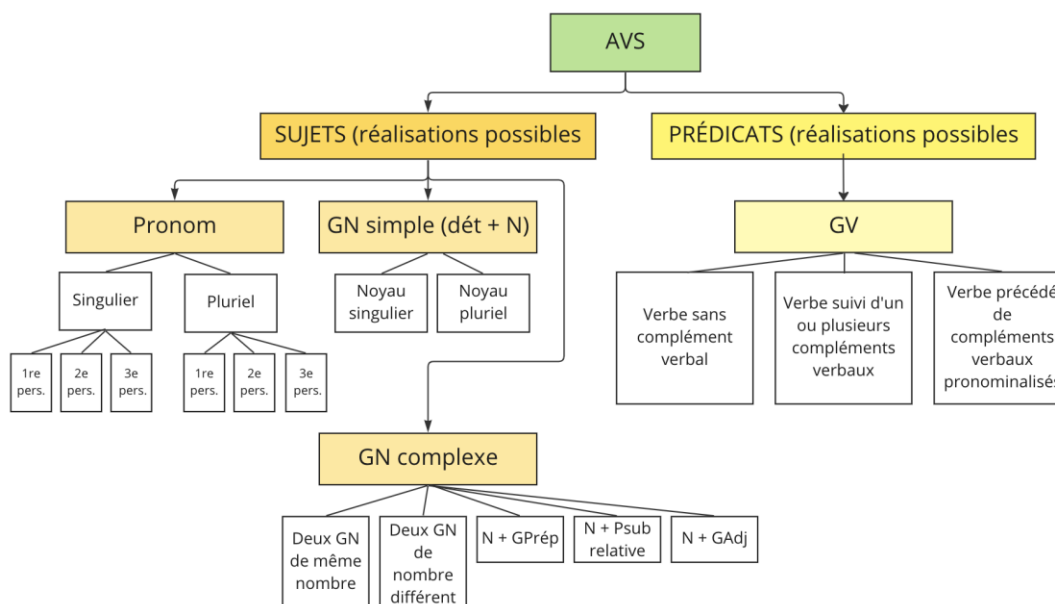 AVS
SUJETS (réalisations possibles
PRÉDICATS (réalisations possibles
Pronom
GN simple (dét + N)
GV
Singulier
Pluriel
Noyau
singulier
Noyau
pluriel
Verbe sans
complément
verbal
Verbe suivi d'un
ou plusieurs
compléments
verbaux
Verbe précédé
de
compléments
verbaux
pronominalisés
1re
pers.
2e
pers.
3e
pers.
1re
pers.
2e
pers.
3e
pers.
GN complexe
Deux GN
de même
nombre
Deux GN
de
nombre
différent
N + GPrép
N + Psub
relative
N + GAdj